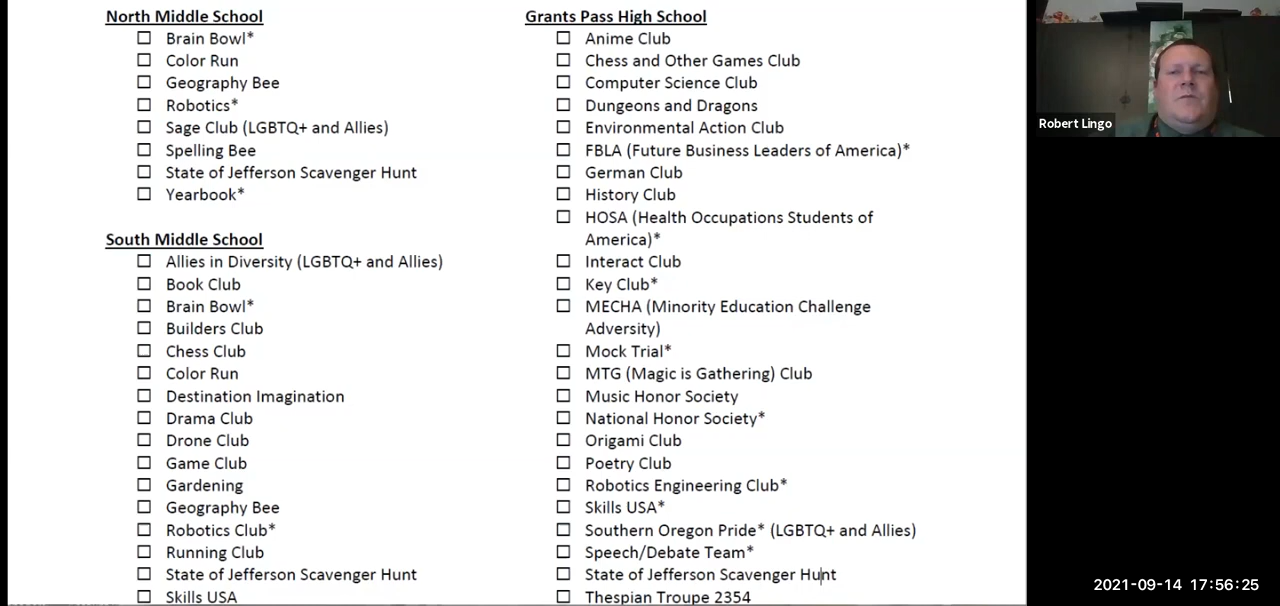 North Middle School
☐ Brain Bowl*
☐ Color Run
☐ Geography Bee
☐ Robotics*
☐ Sage Club (LGBTQ+ and Allies)
☐ Spelling Bee
☐ State of Jefferson Scavenger Hunt
☐ Yearbook*
South Middle School
☐ Allies in Diversity (LGBTQ+ and Allies)
☐ Book Club
☐ Brain Bowl*
☐ Builders Club
☐ Chess Club
☐ Color Run
☐ Destination Imagination
☐ Drama Club
☐ Drone Club
☐ Game Club
☐ Gardening
☐ Geography Bee
☐ Robotics Club*
☐ Running Club
☐ State of Jefferson Scavenger Hunt
☐ Skills USA
Grants Pass High School
☐ Anime Club
☐ Chess and Other Games Club
☐ Computer Science Club
☐ Dungeons and Dragons
☐ Environmental Action Club
☐ FBLA (Future Business Leaders of America)*
☐ German Club
☐ History Club
☐ HOSA (Health Occupations Students of
America)*
☐ Interact Club
☐ Key Club*
☐ MECHA (Minority Education Challenge
Adversity)
☐ Mock Trial*
☐ MTG (Magic is Gathering) Club
☐ Music Honor Society
☐ National Honor Society*
☐ Origami Club
☐ Poetry Club
☐ Robotics Engineering Club*
☐ Skills USA*
☐ Southern Oregon Pride* (LGBTQ+ and Allies)
☐ Speech/Debate Team*
☐ State of Jefferson Scavenger Hunt
☐ Thespian Troupe 2354
Robert Lingo
2021-09-14 17:56:25